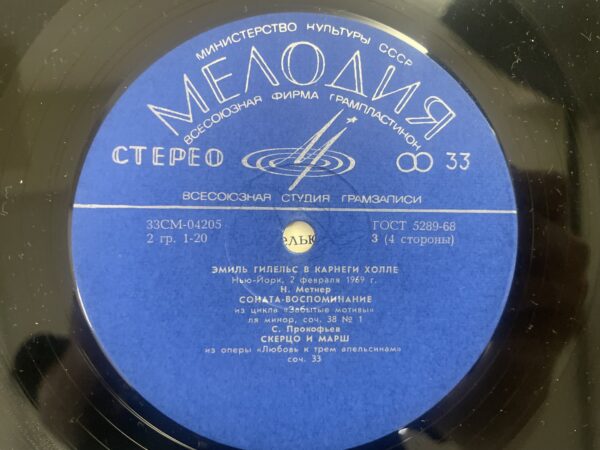 МИНИСТЕРСТВО КУЛЬТУРЫ СССР
МЕЛОДИЯ
ВСЕСОЮЗНАЯ ФИРМА ГРАМПЛАСТИНОК
СТЕРЕО
33
ВСЕСОЮЗНАЯ СТУДИЯ ГРАМЗАПИСИ
33СМ-04205
ГОСТ 5289-68
2 гр. 1-20
3 (4 стороны)
ЭМИЛЬ ГИЛЕЛЬС В КАРНЕГИ ХОЛЛЕ
Нью-Йорк, 2 февраля 1969 г.
Н. Метнер
СОНАТА-ВОСПОМИНАНИЕ
из цикла «Забытые мотивы»
ля минор, соч. 38 № 1
С. Прокофьев
СКЕРЦО И МАРШ
из оперы «Любовь к трем апельсинам»
соч. 33